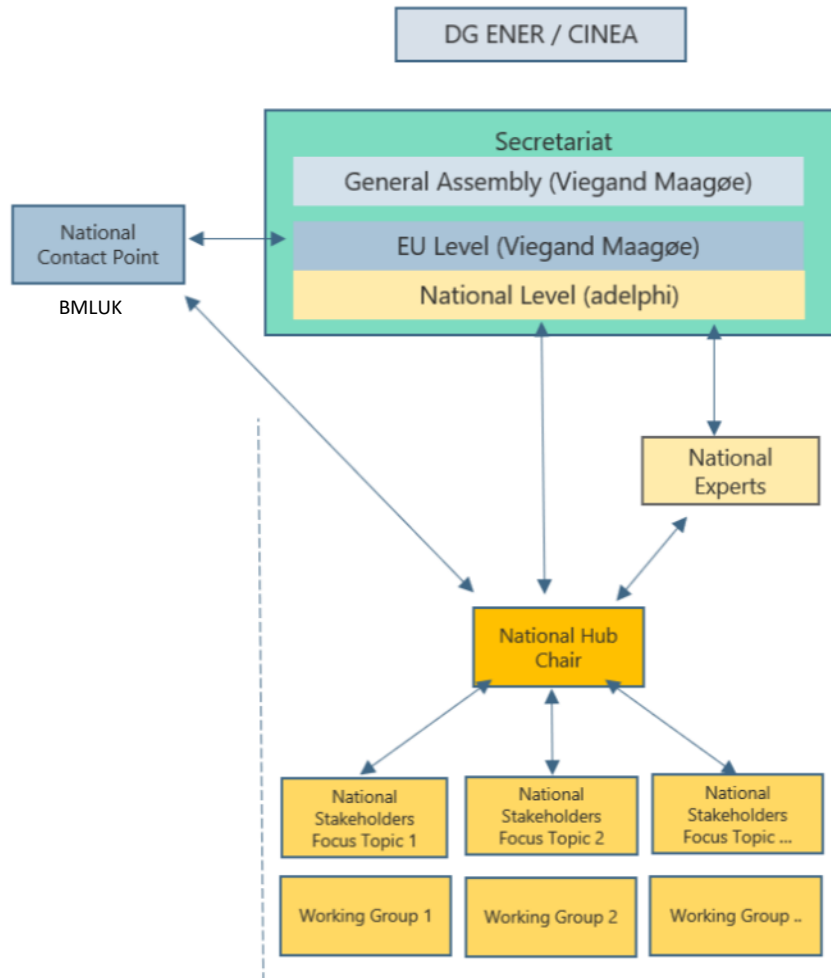 DG ENER / CINEA
Secretariat
General Assembly (Viegand Maagøe)
EU Level (Viegand Maagøe)
National Level (adelphi)
National
Contact Point
BMLUK
National
Experts
National Hub
Chair
National
Stakeholders
Focus Topic 1
National
Stakeholders
Focus Topic 2
National
Stakeholders
Focus Topic ...
Working Group 1
Working Group 2
Working Group ..